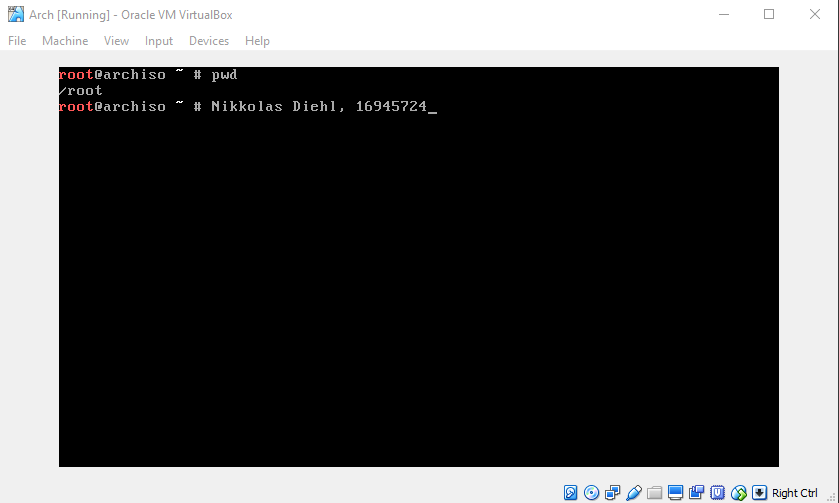 Arch [Running] - Oracle VM VirtualBox
File Machine View Input Devices Help
root@archiso ~ # pwd
/root
root@archiso ~ # Nikkolas Diehl, 16945724_
Right Ctrl